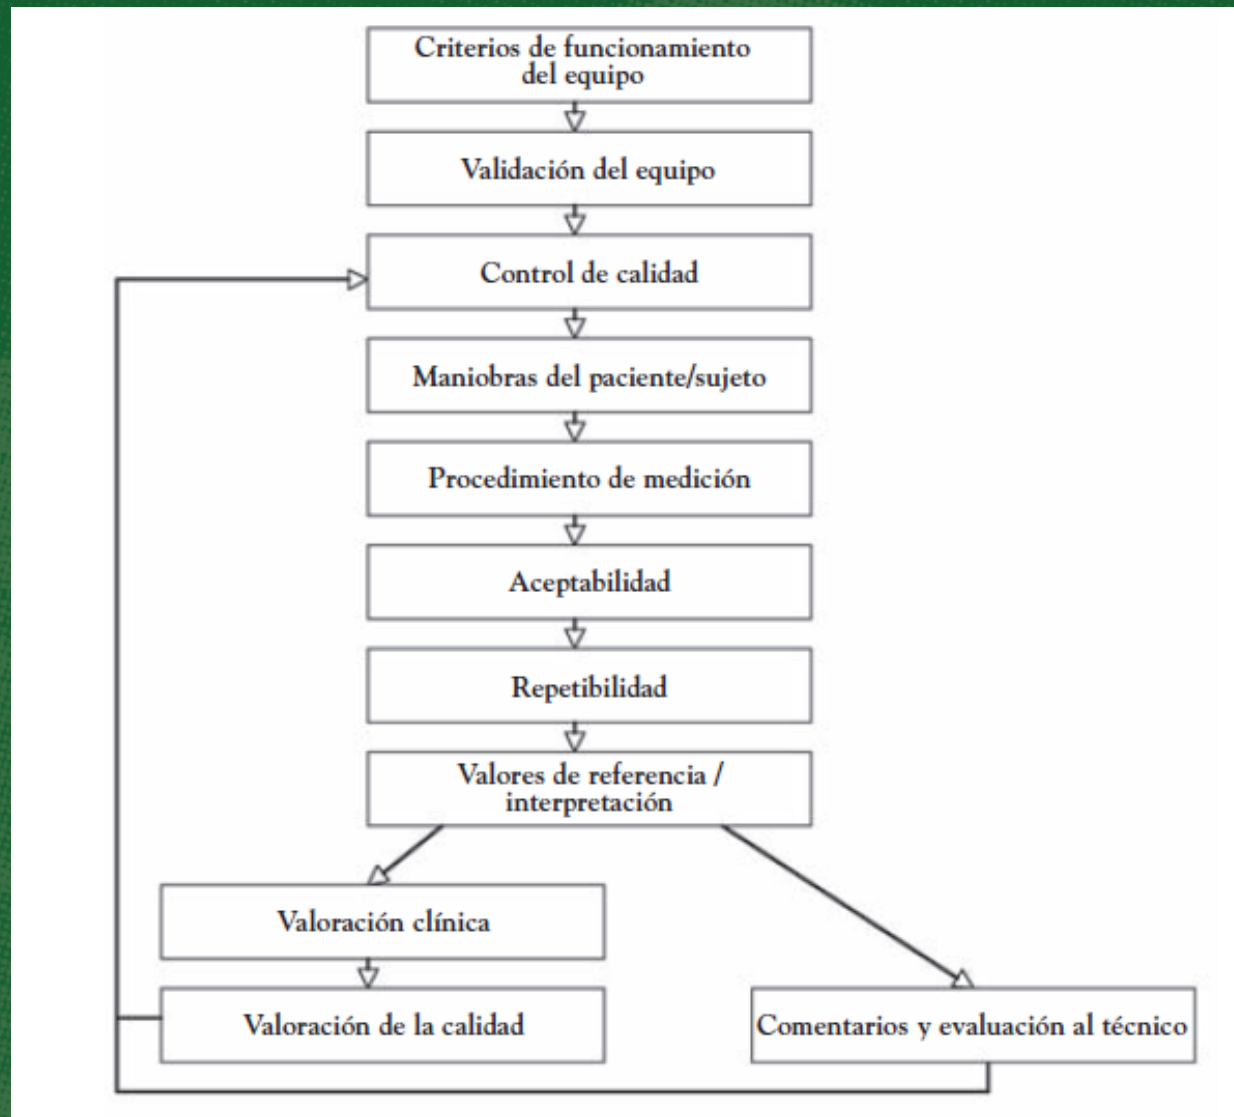 Criterios de funcionamiento
del equipo
Validación del equipo
Control de calidad
Maniobras del paciente/sujeto
Procedimiento de medición
Aceptabilidad
Repetibilidad
Valores de referencia /
interpretación
Valoración clínica
Valoración de la calidad
Comentarios y evaluación al técnico